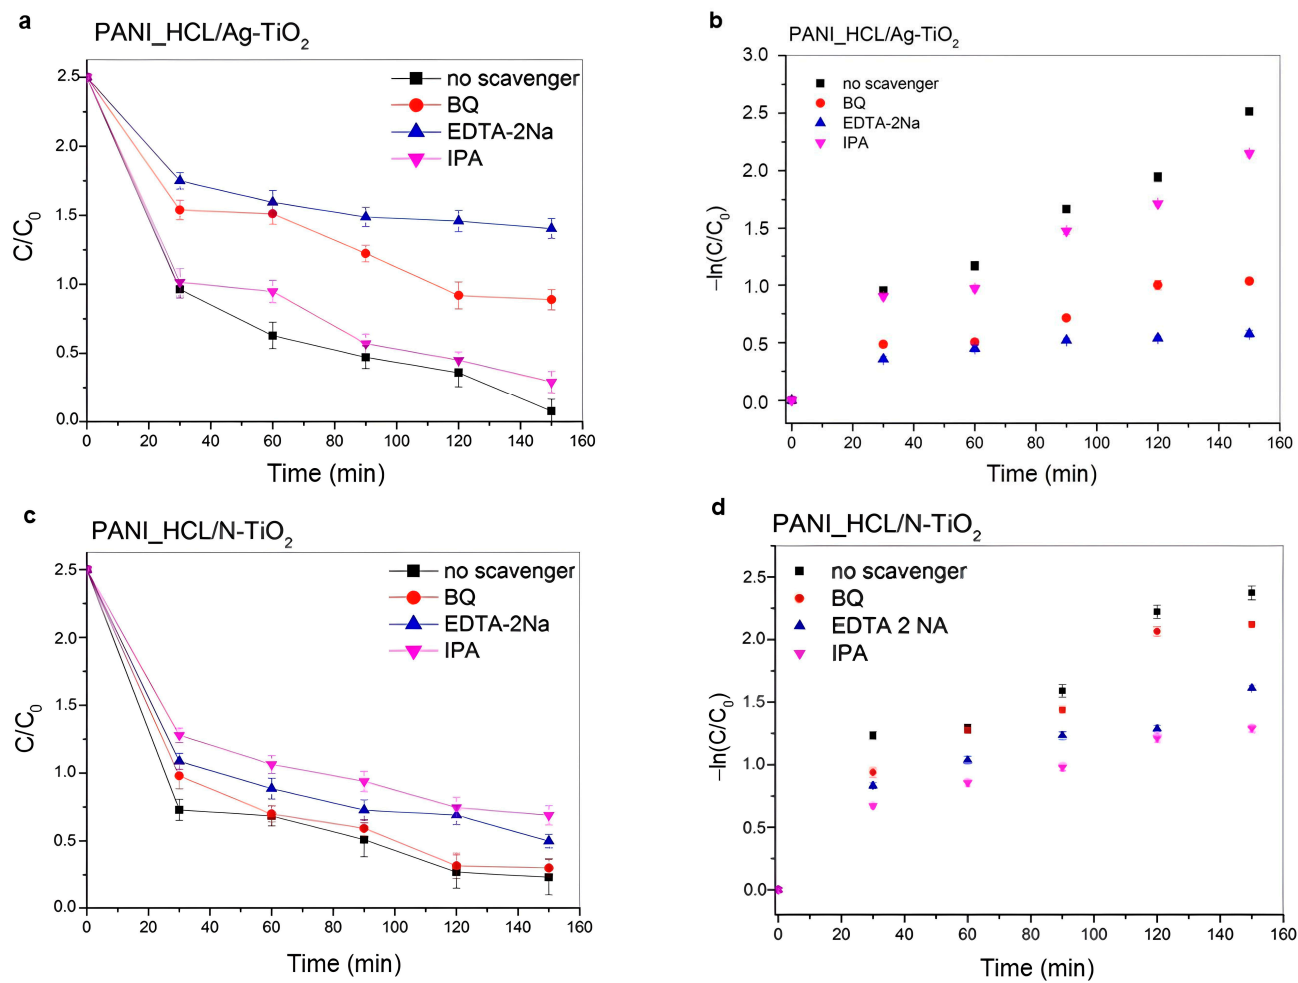 a
PANI_HCL/Ag-TiO₂
no scavenger
BQ
EDTA-2Na
IPA
2.5
2.0
1.5
1.0
0.5
0.0
C/C₀
0 20 40 60 80 100 120 140 160
Time (min)
b
PANI_HCL/Ag-TiO₂
no scavenger
BQ
EDTA-2Na
IPA
3.0
2.5
2.0
1.5
1.0
0.5
0.0
–ln(C/C₀)
0 20 40 60 80 100 120 140 160
Time (min)
c
PANI_HCL/N-TiO₂
no scavenger
BQ
EDTA-2Na
IPA
2.5
2.0
1.5
1.0
0.5
0.0
C/C₀
0 20 40 60 80 100 120 140 160
Time (min)
d
PANI_HCL/N-TiO₂
no scavenger
BQ
EDTA 2 NA
IPA
2.5
2.0
1.5
1.0
0.5
0.0
–ln(C/C₀)
0 20 40 60 80 100 120 140 160
Time (min)